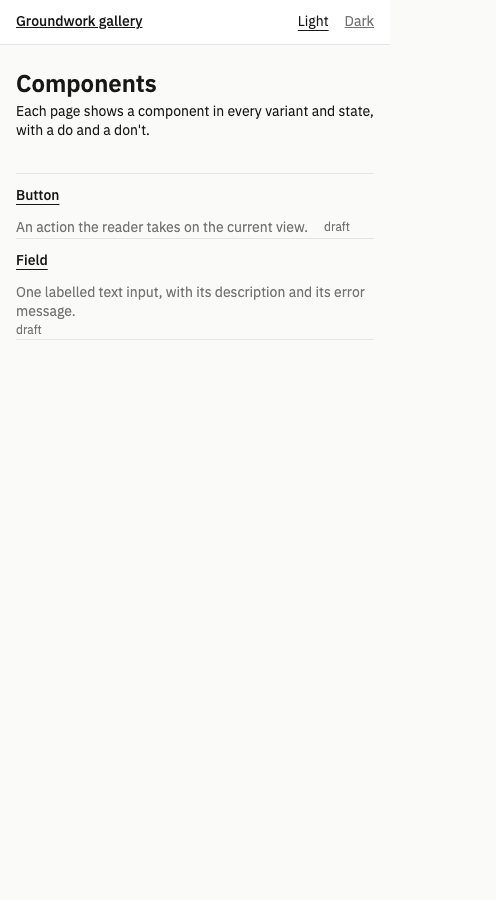 Groundwork gallery Light Dark
Components
Each page shows a component in every variant and state,
with a do and a don't.
Button
An action the reader takes on the current view. draft
Field
One labelled text input, with its description and its error
message.
draft